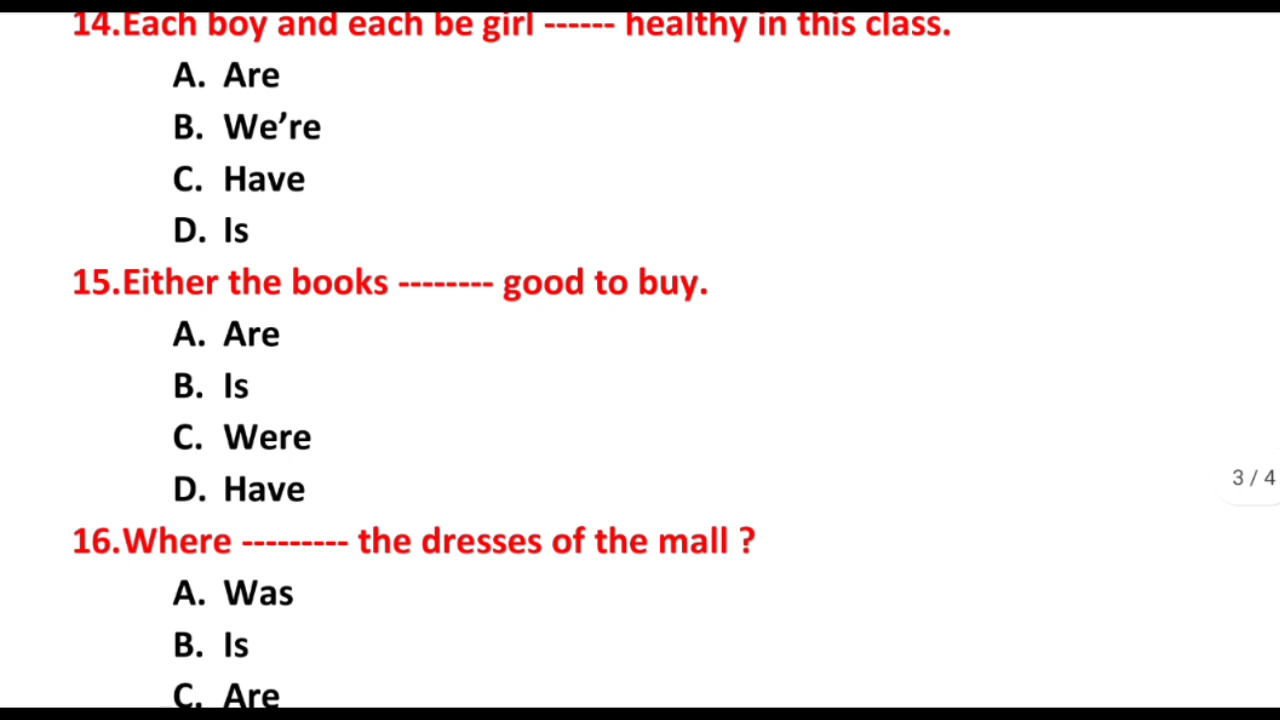 14.Each boy and each be girl ------ healthy in this class.
A. Are
B. We’re
C. Have
D. Is
15.Either the books -------- good to buy.
A. Are
B. Is
C. Were
D. Have
3 / 4
16.Where --------- the dresses of the mall ?
A. Was
B. Is
C. Are